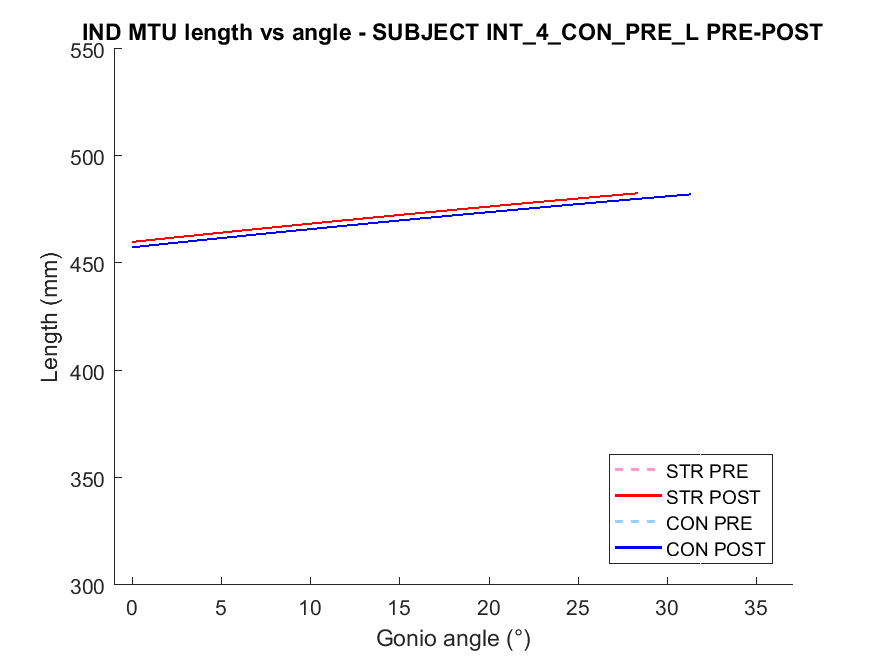 IND MTU length vs angle - SUBJECT INT_4_CON_PRE_L PRE-POST
550
500
450
400
350
300
Length (mm)
0 5 10 15 20 25 30 35
Gonio angle (°)
STR PRE
STR POST
CON PRE
CON POST